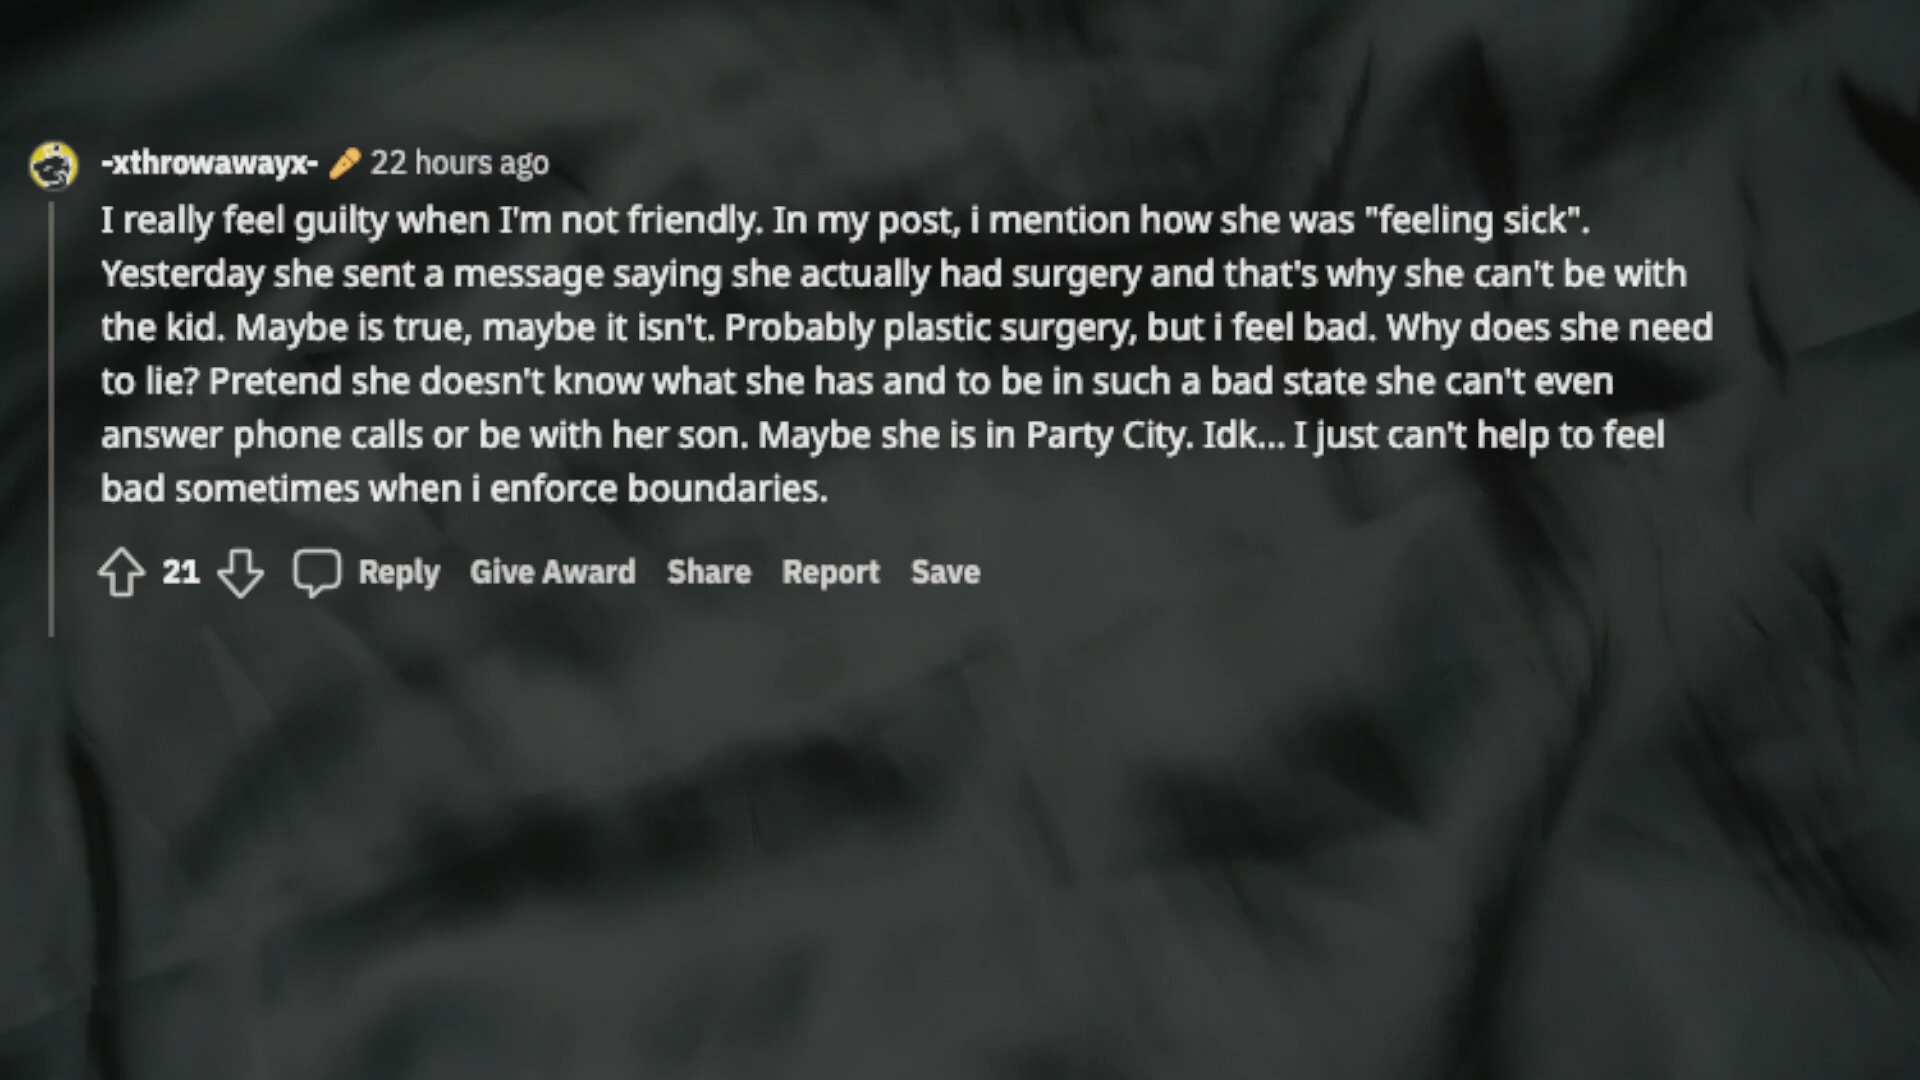 -xthrowawayx- 22 hours ago
I really feel guilty when I'm not friendly. In my post, i mention how she was "feeling sick".
Yesterday she sent a message saying she actually had surgery and that's why she can't be with
the kid. Maybe is true, maybe it isn't. Probably plastic surgery, but i feel bad. Why does she need
to lie? Pretend she doesn't know what she has and to be in such a bad state she can't even
answer phone calls or be with her son. Maybe she is in Party City. Idk... I just can't help to feel
bad sometimes when i enforce boundaries.
21 Reply Give Award Share Report Save